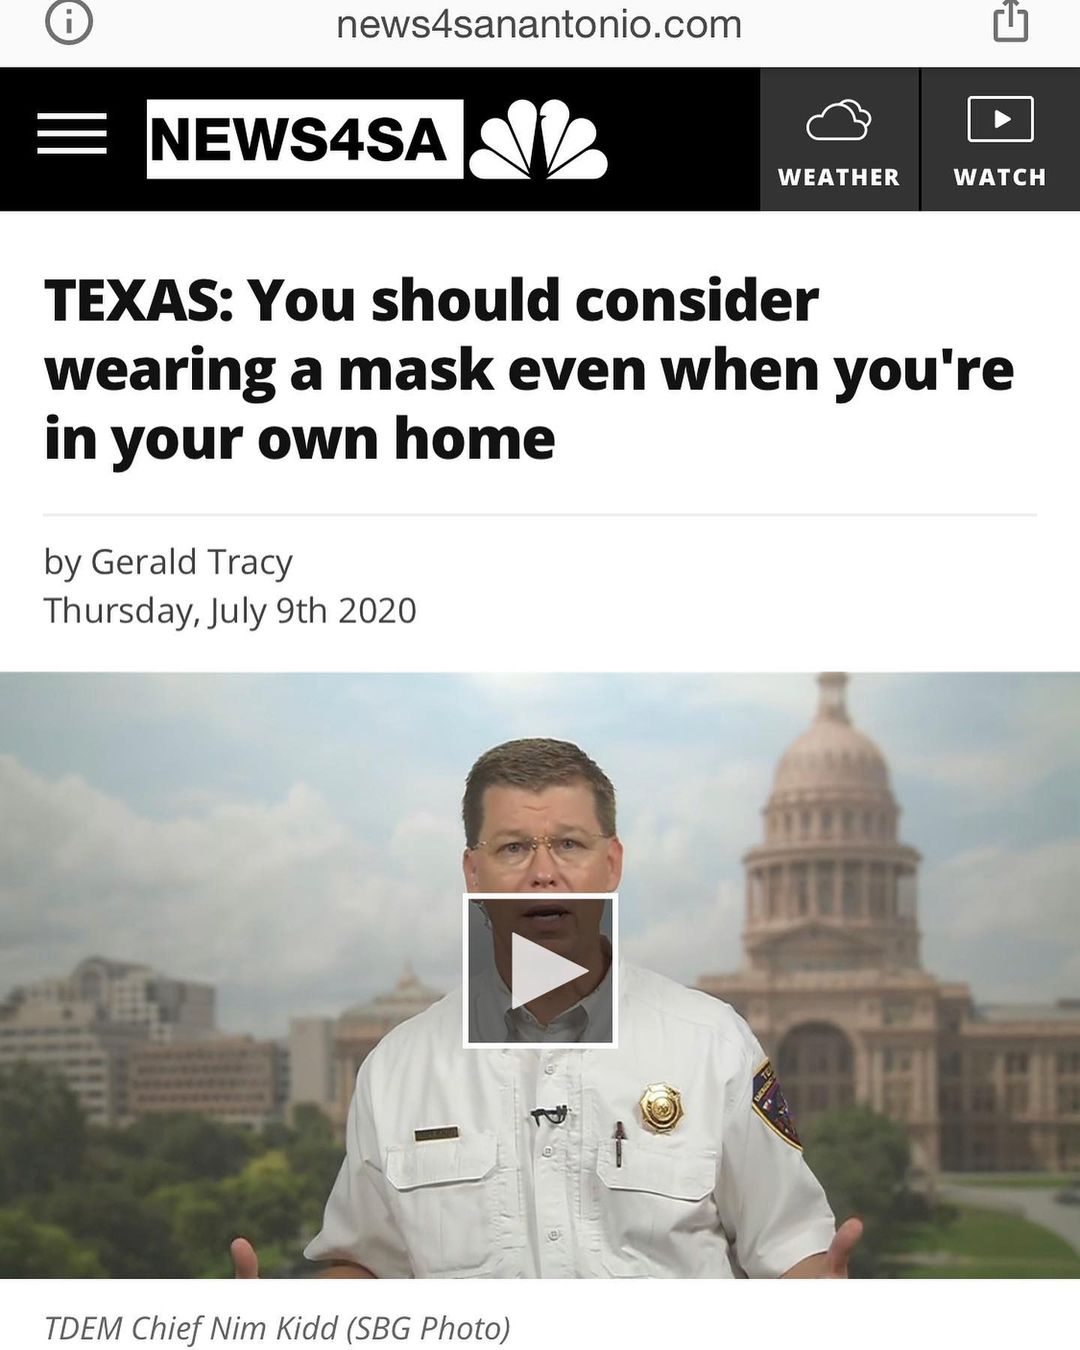 news4sanantonio.com
NEWS4SA
WEATHER
WATCH
TEXAS: You should consider
wearing a mask even when you're
in your own home
by Gerald Tracy
Thursday, July 9th 2020
TDEM Chief Nim Kidd (SBG Photo)